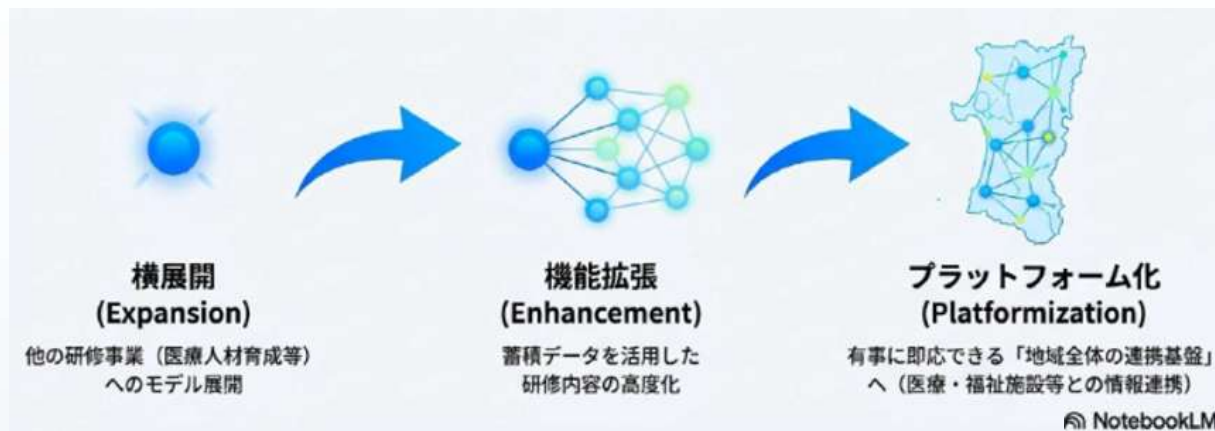 横展開
(Expansion)
他の研修事業（医療人材育成等）
へのモデル展開
機能拡張
(Enhancement)
蓄積データを活用した
研修内容の高度化
プラットフォーム化
(Platformization)
有事に即応できる「地域全体の連携基盤」
へ（医療・福祉施設等との情報連携）
NotebookLM